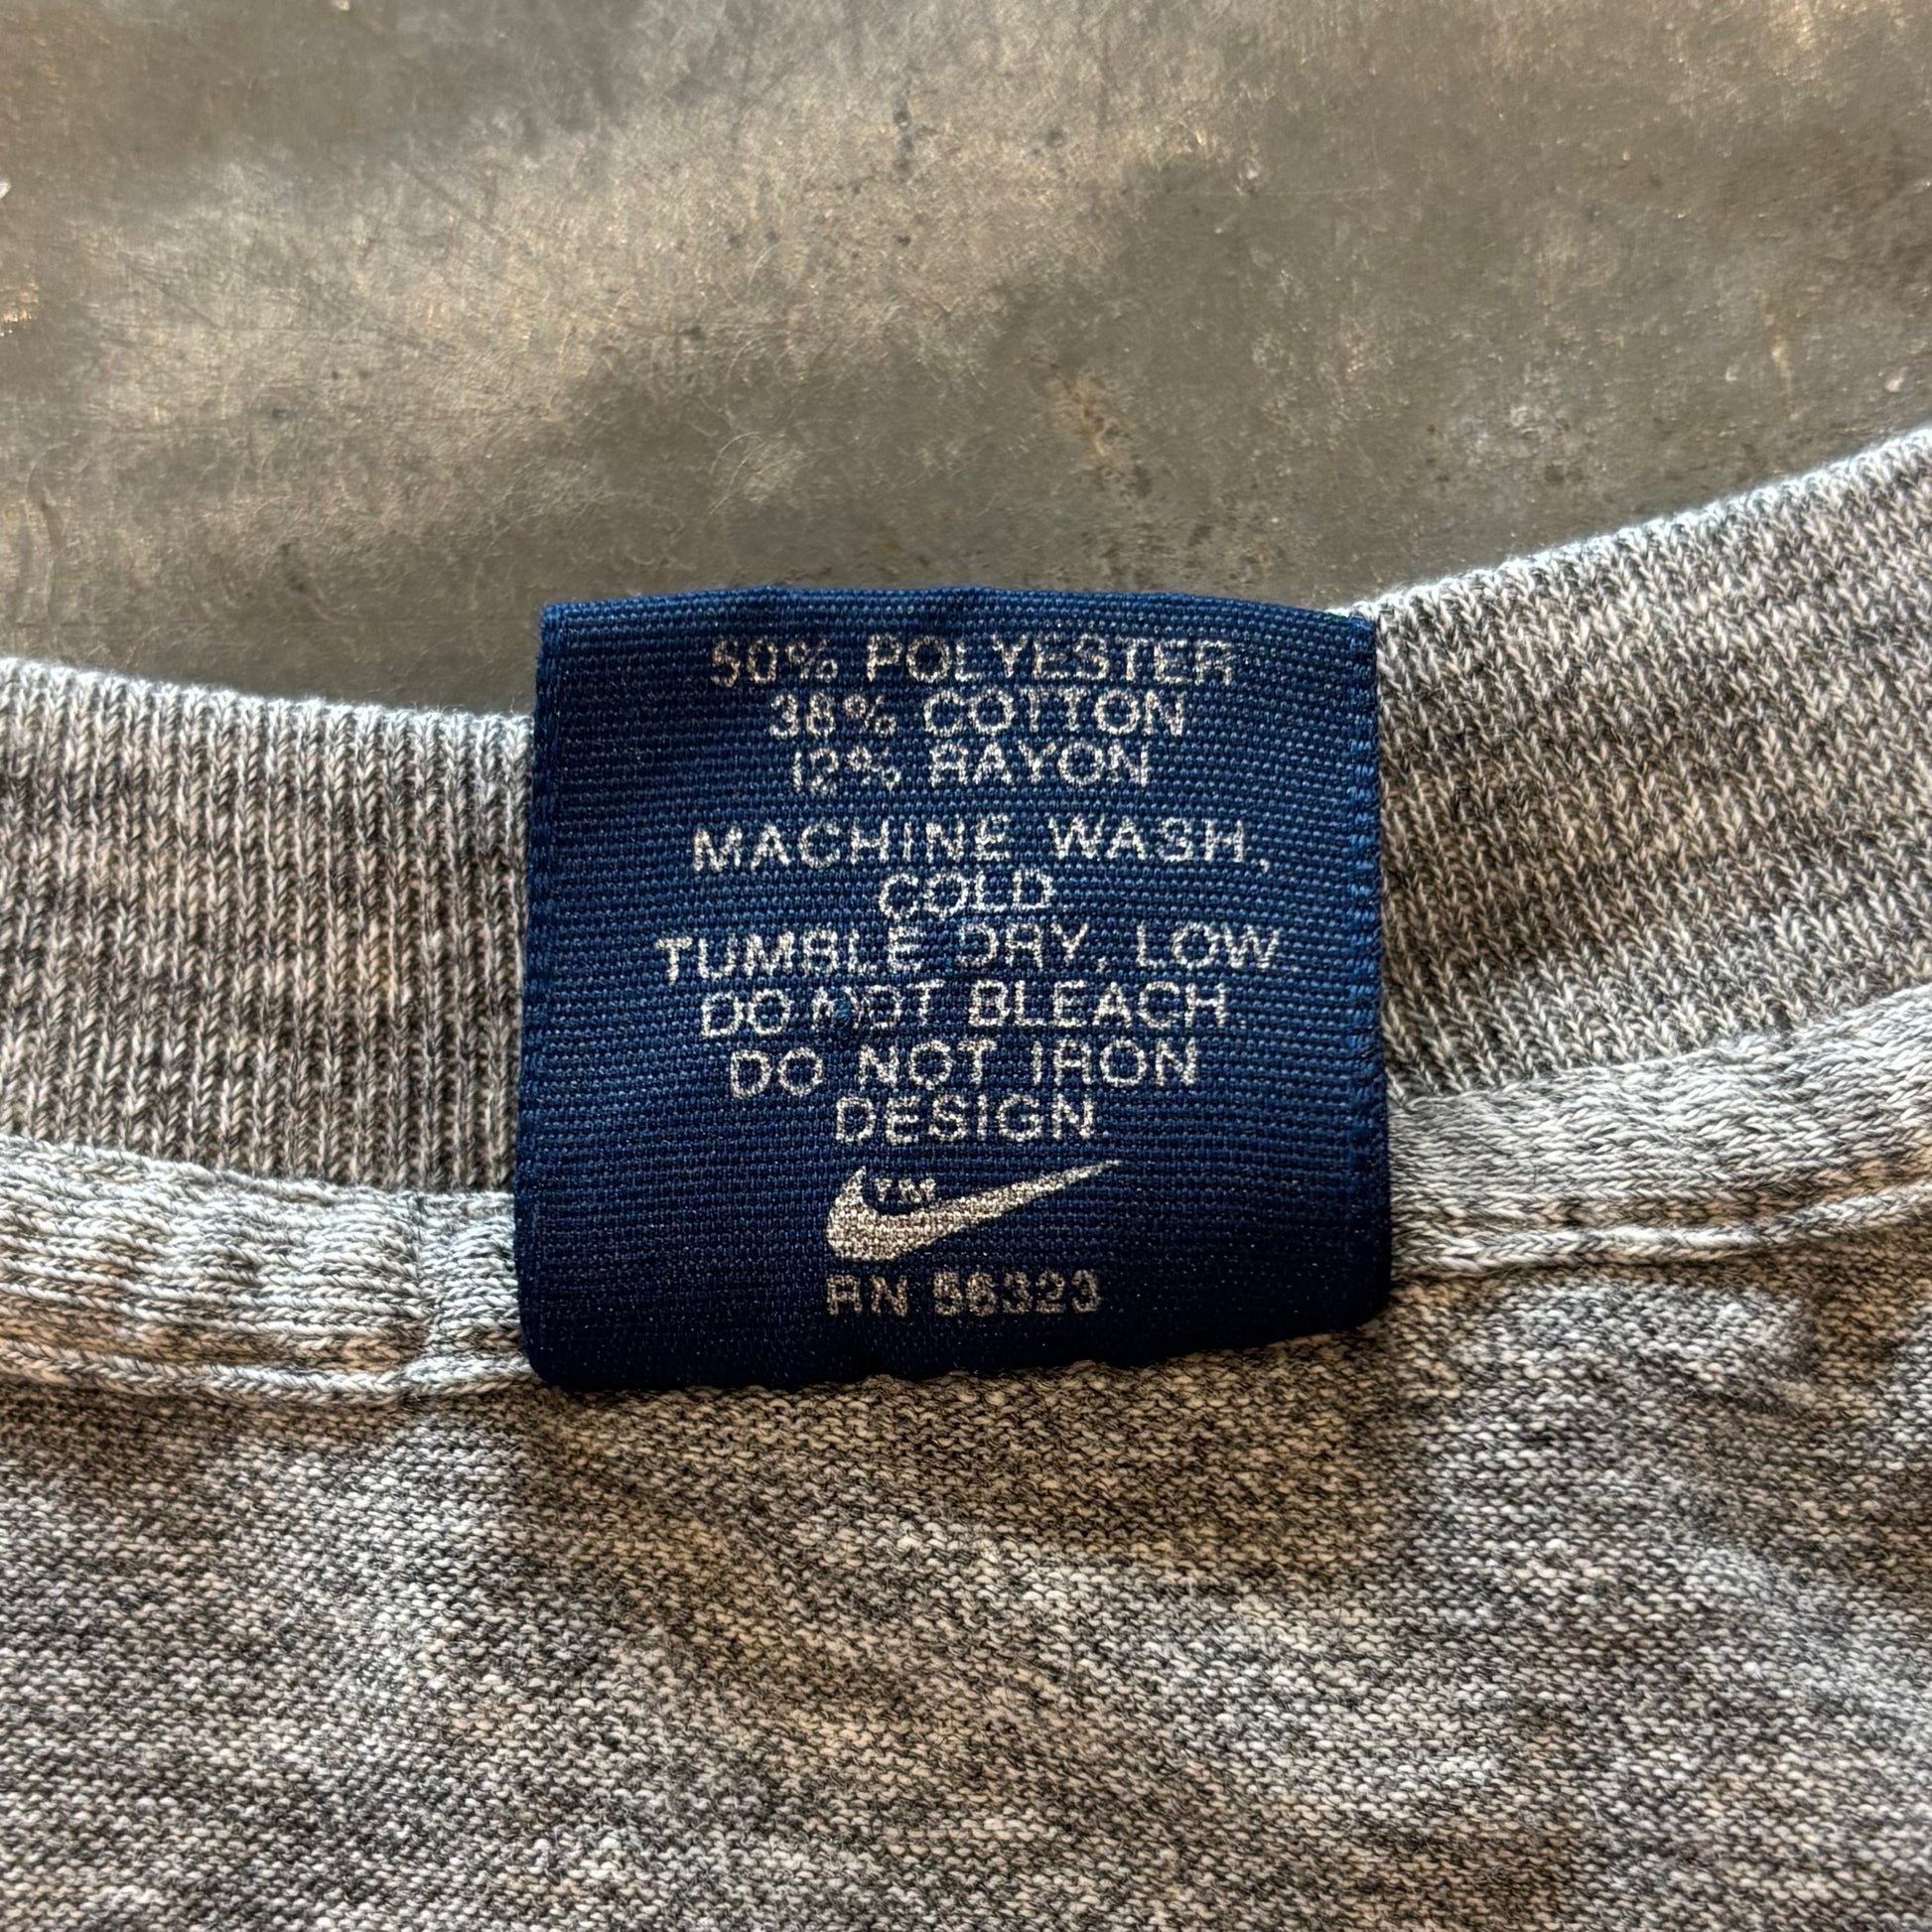 50% POLYESTER
38% COTTON
12% RAYON
MACHINE WASH,
COLD
TUMBLE DRY, LOW
DO NOT BLEACH.
DO NOT IRON
DESIGN
TM
RN 56323